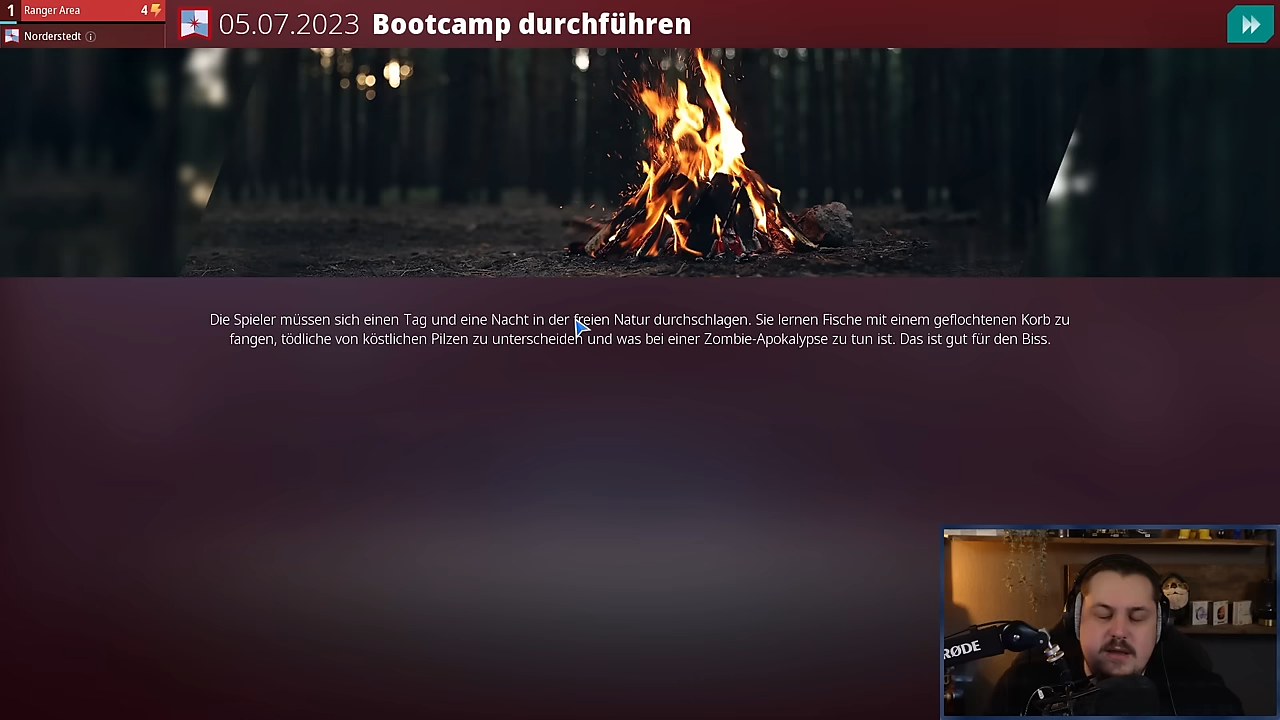 1 Ranger Area 4
Norderstedt
05.07.2023 Bootcamp durchführen
Die Spieler müssen sich einen Tag und eine Nacht in der freien Natur durchschlagen. Sie lernen Fische mit einem geflochtenen Korb zu
fangen, tödliche von köstlichen Pilzen zu unterscheiden und was bei einer Zombie-Apokalypse zu tun ist. Das ist gut für den Biss.
RØDE